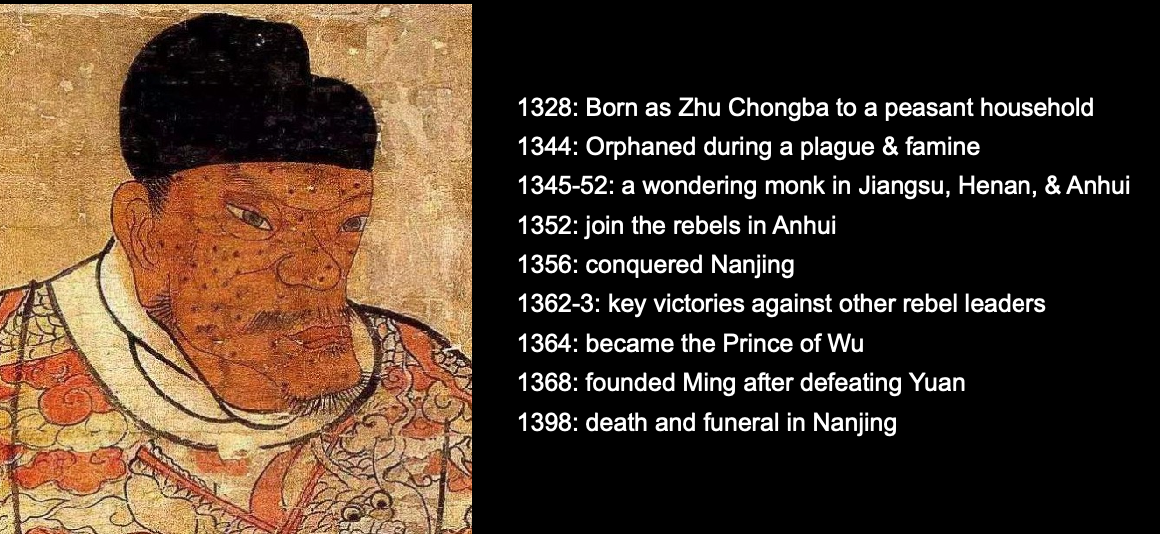 1328: Born as Zhu Chongba to a peasant household
1344: Orphaned during a plague & famine
1345-52: a wondering monk in Jiangsu, Henan, & Anhui
1352: join the rebels in Anhui
1356: conquered Nanjing
1362-3: key victories against other rebel leaders
1364: became the Prince of Wu
1368: founded Ming after defeating Yuan
1398: death and funeral in Nanjing